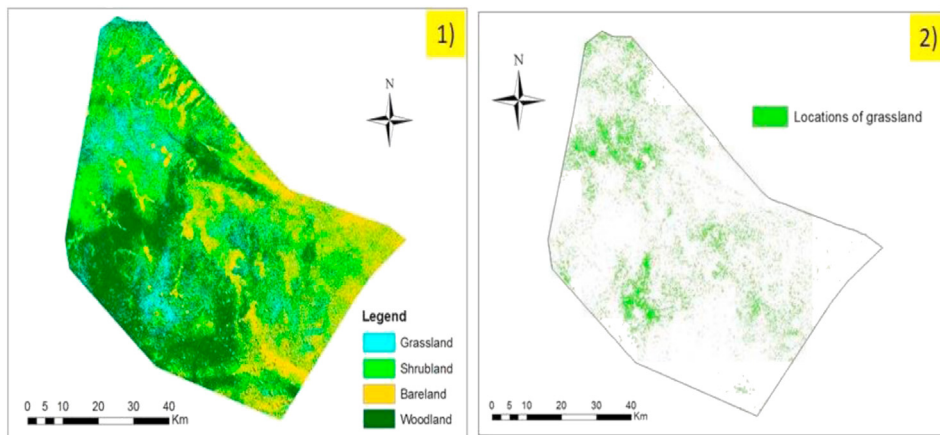 1)
N
Legend
Grassland
Shrubland
Bareland
Woodland
0 5 10 20 30 40
Km
2)
N
Locations of grassland
0 5 10 20 30 40
Km